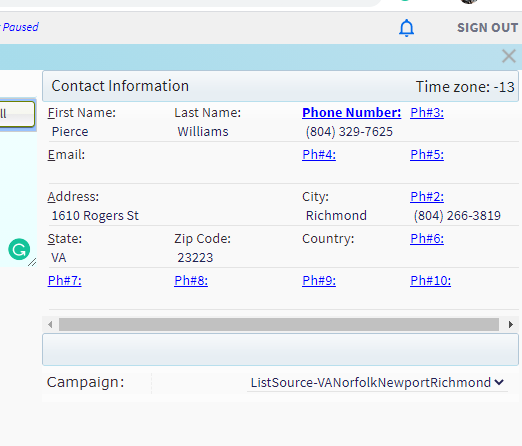 Paused
SIGN OUT
Contact Information Time zone: -13
ll
First Name: Last Name: Phone Number: Ph#3:
Pierce Williams (804) 329-7625
Email: Ph#4: Ph#5:
Address: City: Ph#2:
1610 Rogers St Richmond (804) 266-3819
State: Zip Code: Country: Ph#6:
VA 23223
Ph#7: Ph#8: Ph#9: Ph#10:
Campaign: ListSource-VANorfolkNewportRichmond